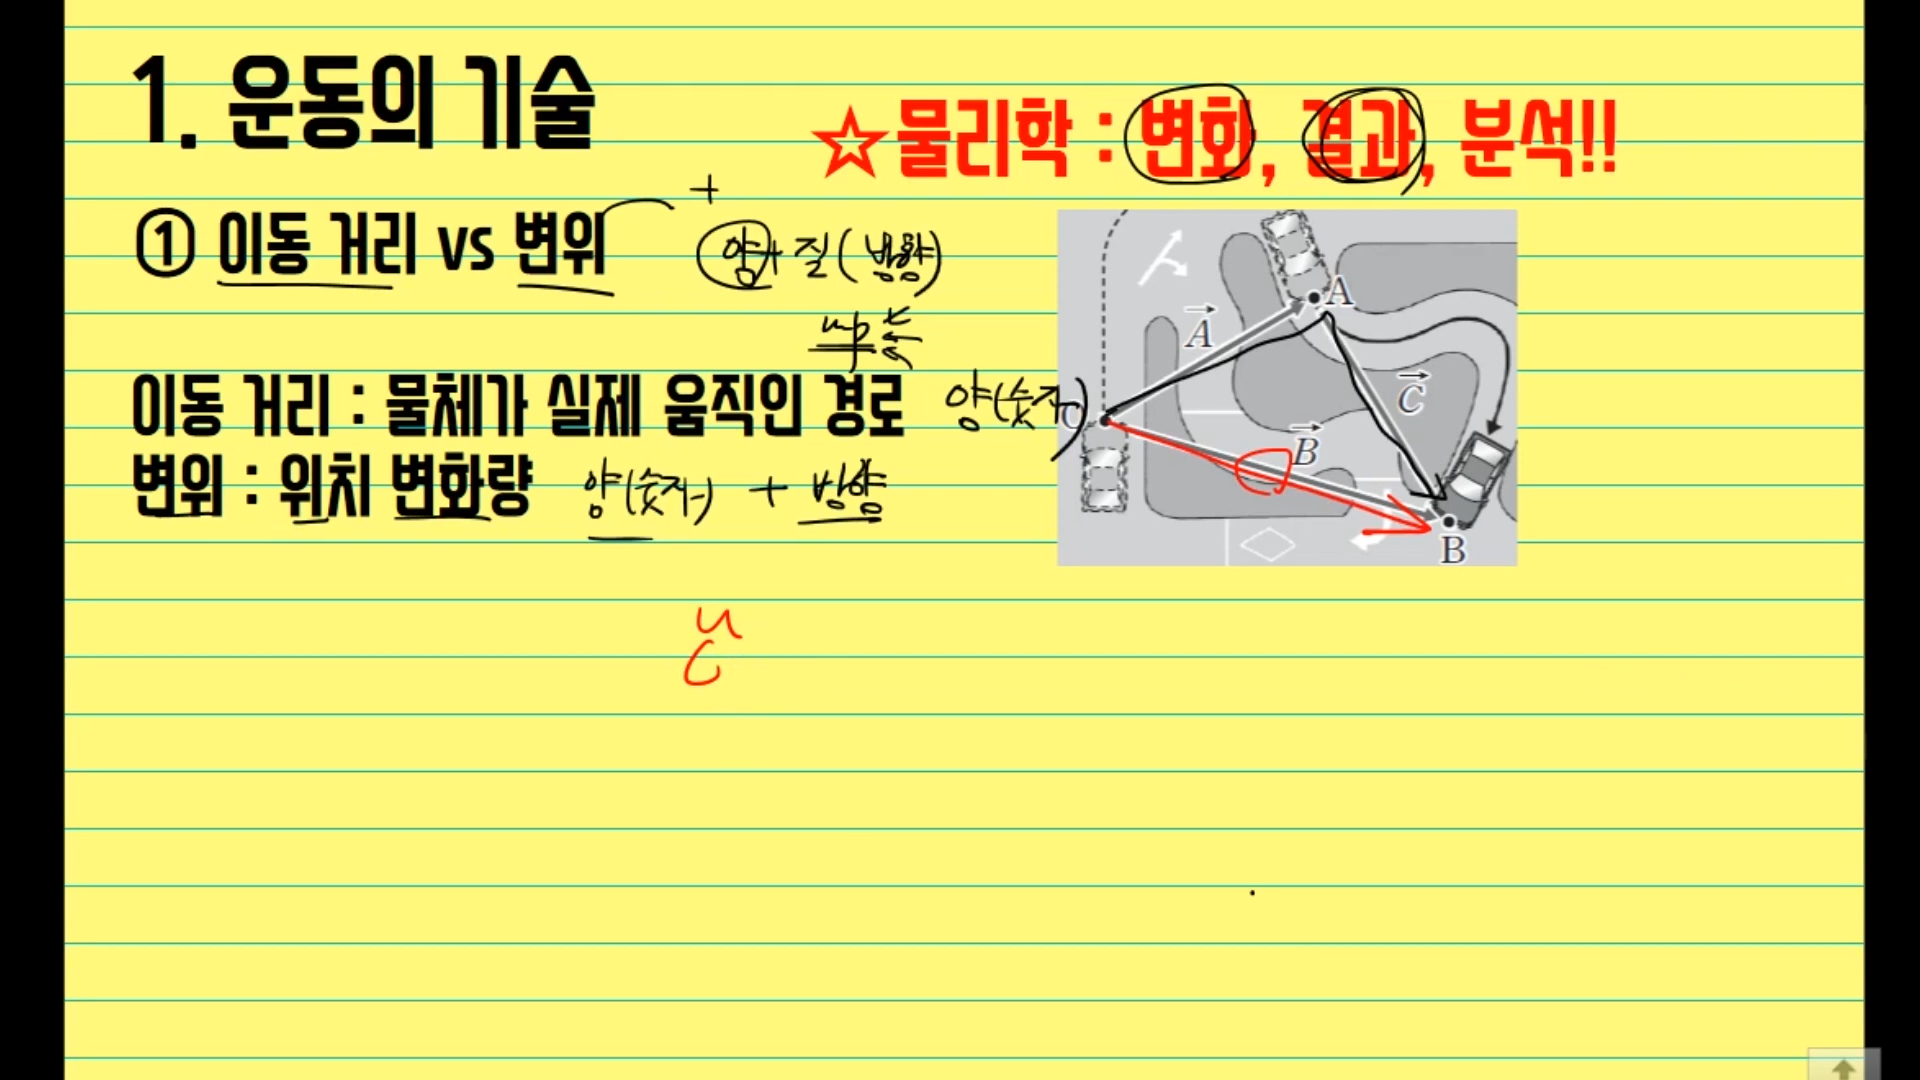 1. 운동의 기술
☆물리학 : 변화, 결과, 분석!!
① 이동 거리 vs 변위
+
양+질(방향)
이동 거리 : 물체가 실제 움직인 경로 양(숫자)
변위 : 위치 변화량 양(숫자) + 방향
A
A
C
B
O
B